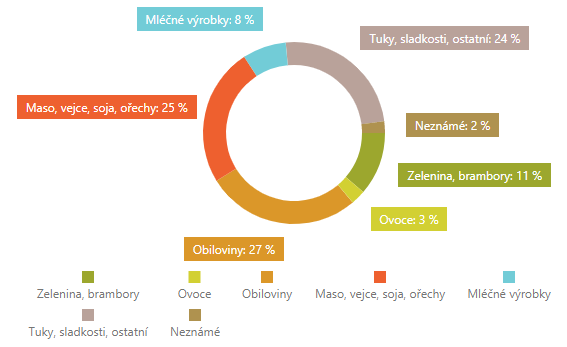 Mléčné výrobky: 8 %
Tuky, sladkosti, ostatní: 24 %
Maso, vejce, soja, ořechy: 25 %
Neznámé: 2 %
Zelenina, brambory: 11 %
Ovoce: 3 %
Obiloviny: 27 %
Zelenina, brambory
Ovoce
Obiloviny
Maso, vejce, soja, ořechy
Mléčné výrobky
Tuky, sladkosti, ostatní
Neznámé